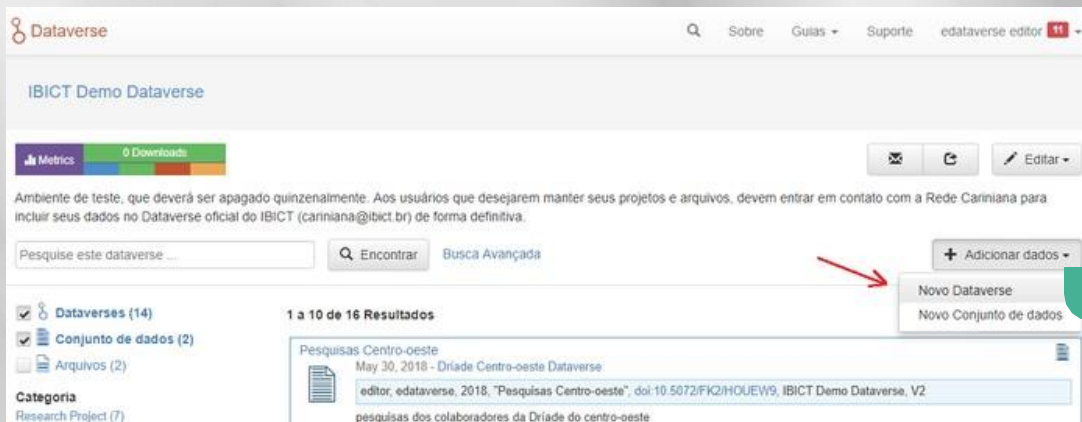 Dataverse
Sobre
Guias
Suporte
edataverse editor 11
IBICT Demo Dataverse
Metrics
0 Downloads
Editar
Ambiente de teste, que deverá ser apagado quinzenalmente. Aos usuários que desejarem manter seus projetos e arquivos, devem entrar em contato com a Rede Cariniana para
incluir seus dados no Dataverse oficial do IBICT (cariniana@ibict.br) de forma definitiva.
Pesquise este dataverse ...
Encontrar
Busca Avançada
+ Adicionar dados
Novo Dataverse
Novo Conjunto de dados
Dataverses (14)
Conjunto de dados (2)
Arquivos (2)
Categoria
Research Project (7)
1 a 10 de 16 Resultados
Pesquisas Centro-oeste
May 30, 2018 - Dríade Centro-oeste Dataverse
editor, edataverse, 2018, "Pesquisas Centro-oeste", doi:10.5072/FK2/HOUEW9, IBICT Demo Dataverse, V2
pesquisas dos colaboradores da Dríade do centro-oeste